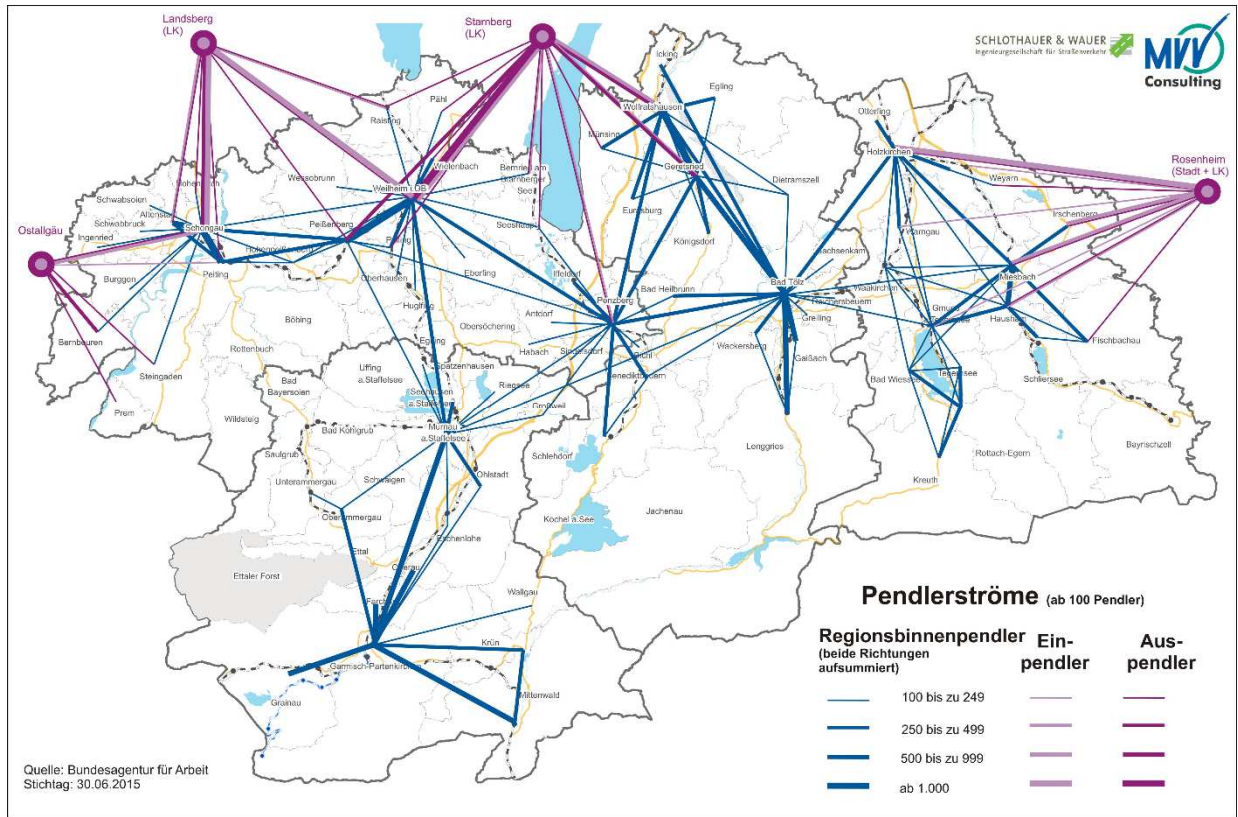 Landsberg
(LK)
Starnberg
(LK)
SCHLOTHAUER & WAUER
Ingenieurgesellschaft für Straßenverkehr
MVV
Consulting
Icking
Egling
Pähl
Raisting
Wolfratshausen
Otterfing
Münsing
Holzkirchen
Rosenheim
(Stadt + LK)
Wielenbach
Bernried am
Starnberger
See
Geretsried
Weyarn
Wessobrunn
Weilheim i.OB
Dietramszell
Schwabsoien
Altenstadt
Eurasburg
Irschenberg
Schwabbruck
Schongau
Peißenberg
Seeshaupt
Warngau
Ostallgäu
Ingenried
Hohenpeißenberg
Polling
Königsdorf
Sachsenkam
Oberhausen
Eberfing
Iffeldorf
Peiting
Miesbach
Burggen
Bad Heilbrunn
Bad Tölz
Waakirchen
Penzberg
Reichersbeuern
Huglfing
Böbing
Antdorf
Gmund
Greiling
Hausham
Obersöchering
Bernbeuren
Eglfing
Habach
Sindelsdorf
Bichl
Wackersberg
Fischbachau
Rottenbuch
Gaißach
Uffing
a.Staffelsee
Spatzenhausen
Benediktbeuern
Bad Wiessee
Tegernsee
Steingaden
Bad
Bayersoien
Seehausen
a.Staffelsee
Riegsee
Schliersee
Großweil
Prem
Wildsteig
Bad Kohlgrub
Murnau
a.Staffelsee
Bayrischzell
Saulgrub
Schlehdorf
Lenggries
Rottach-Egern
Unterammergau
Schwaigen
Ohlstadt
Kreuth
Oberammergau
Kochel a.See
Jachenau
Eschenlohe
Ettal
Ettaler Forst
Oberau
Wallgau
Farchant
Krün
Garmisch-Partenkirchen
Mittenwald
Grainau
Pendlerströme (ab 100 Pendler)
Regionsbinnenpendler
(beide Richtungen
aufsummiert)
Ein-
pendler
Aus-
pendler
100 bis zu 249
250 bis zu 499
500 bis zu 999
ab 1.000
Quelle: Bundesagentur für Arbeit
Stichtag: 30.06.2015